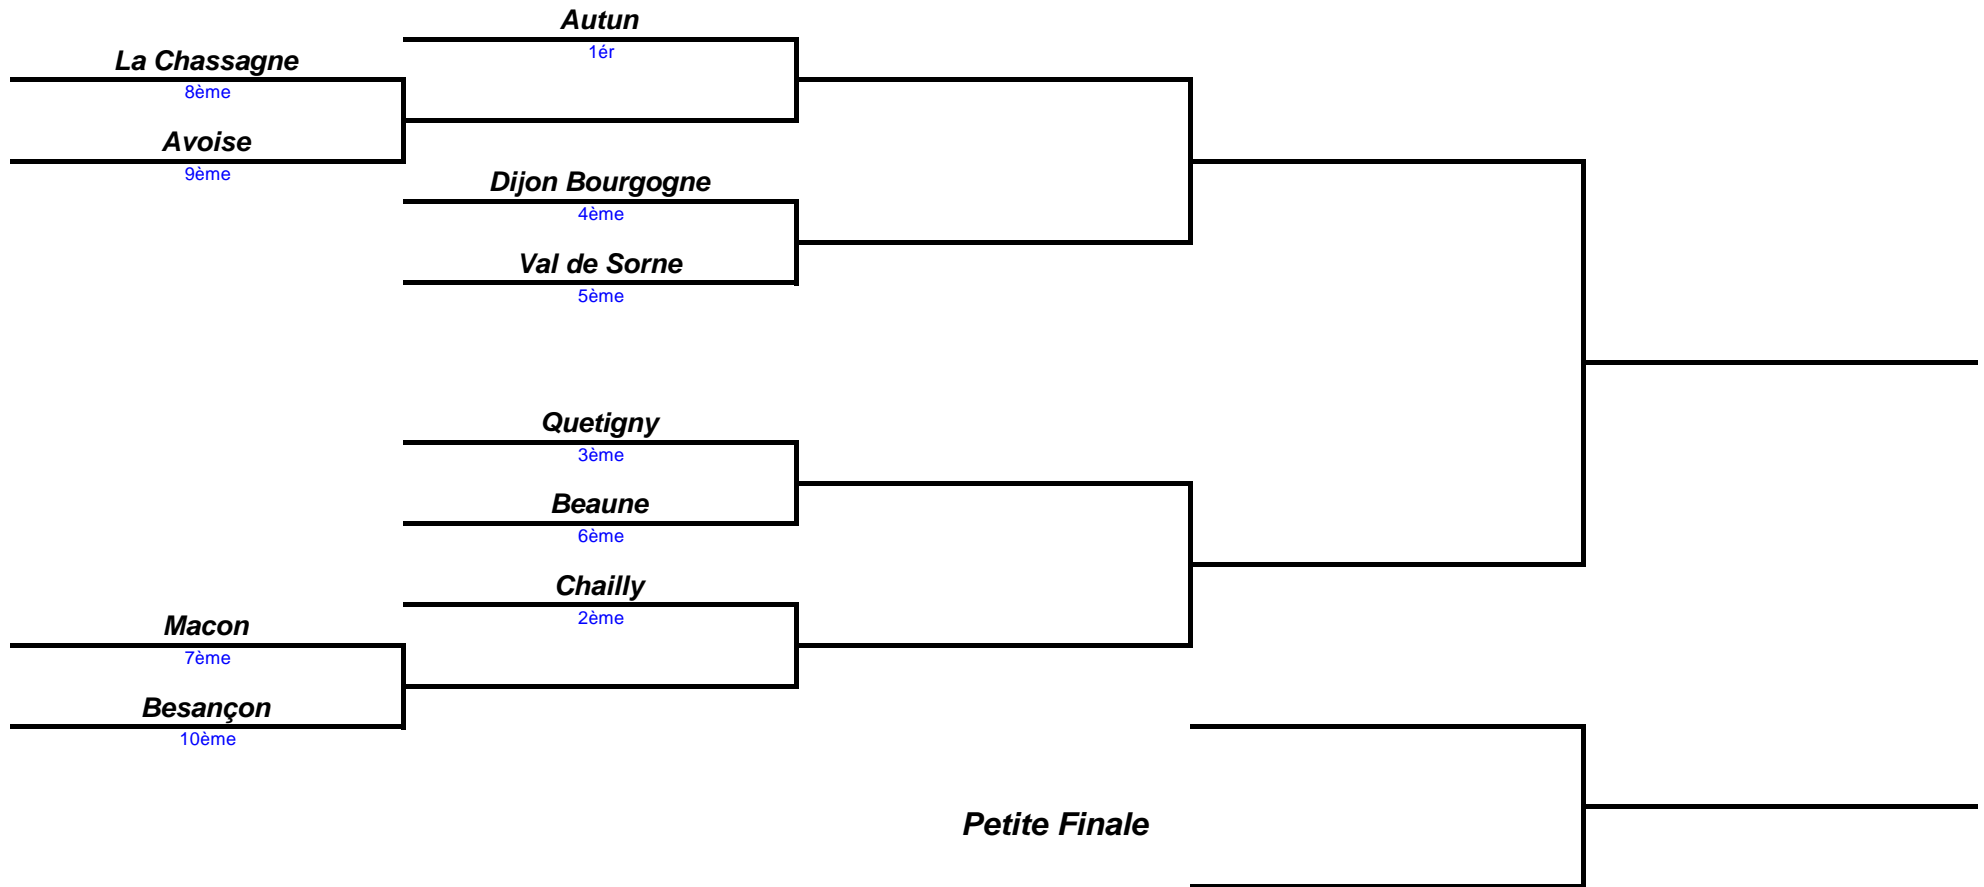 Autun
1ér
La Chassagne
8ème
Avoise
9ème
Dijon Bourgogne
4ème
Val de Sorne
5ème
Quetigny
3ème
Beaune
6ème
Chailly
2ème
Macon
7ème
Besançon
10ème
Petite Finale